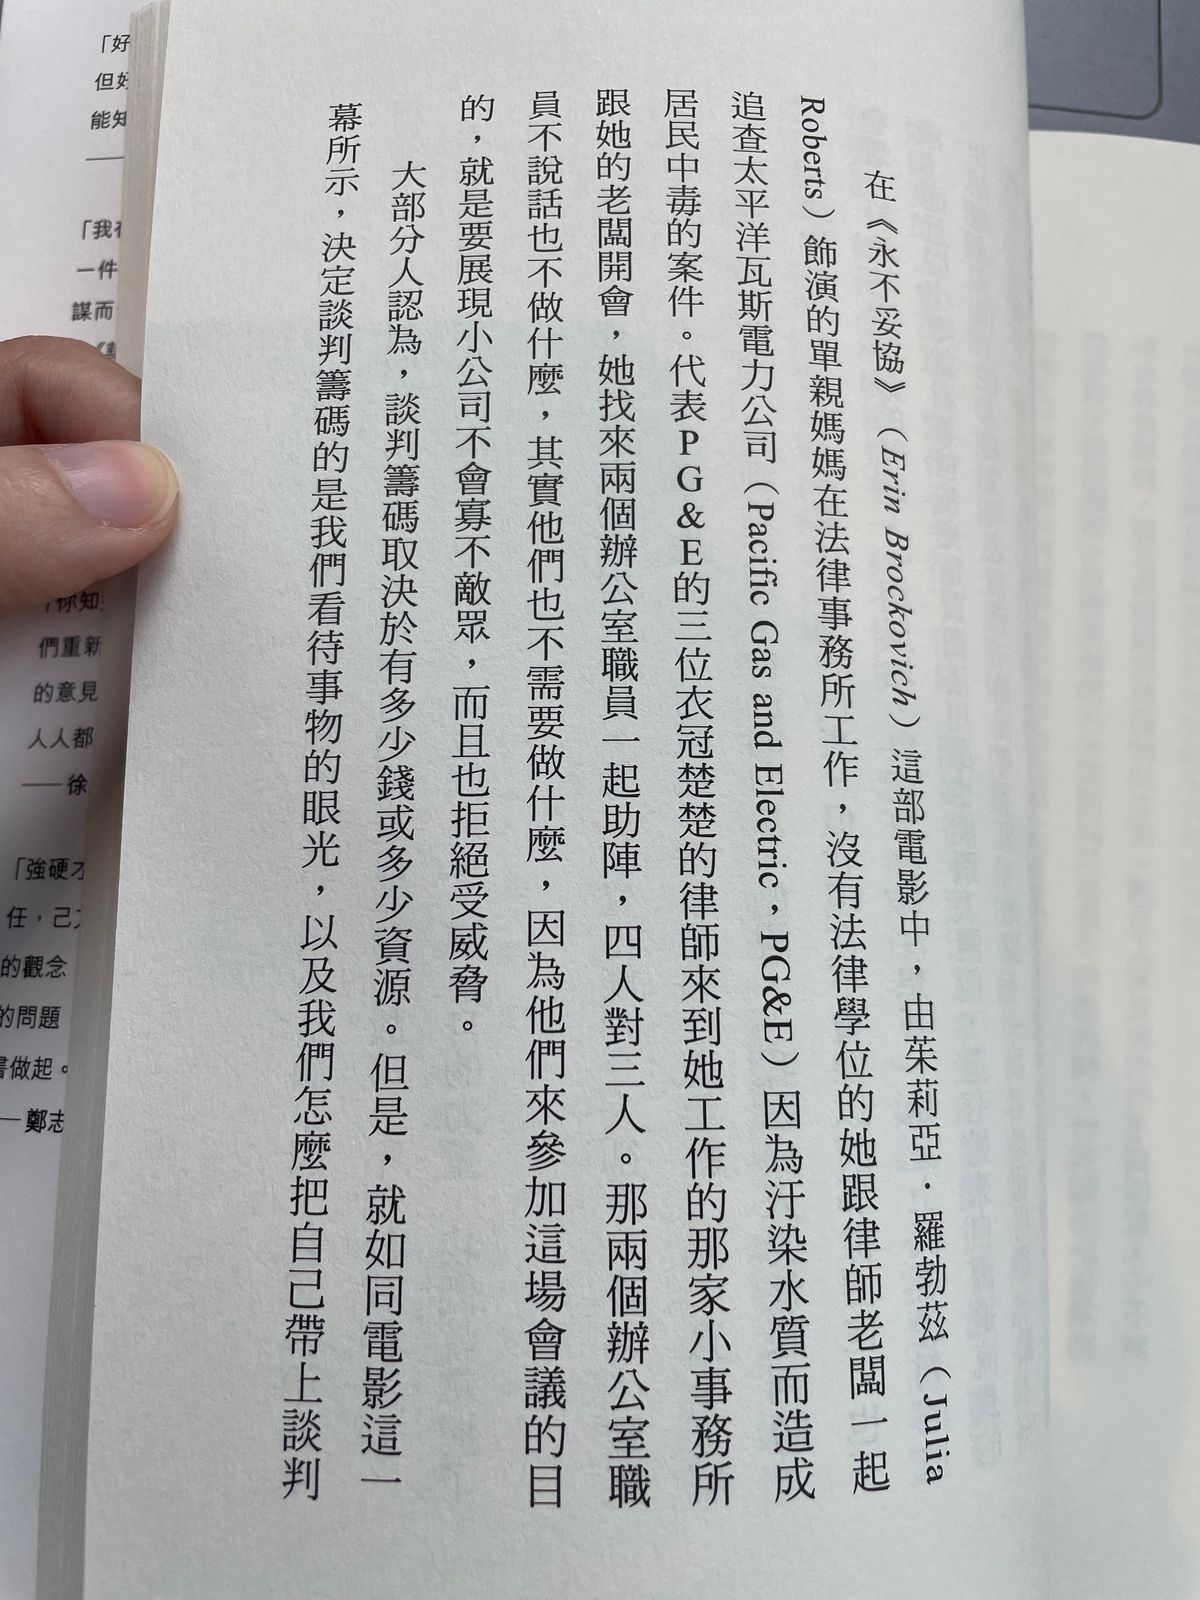 在《永不妥協》（Erin Brockovich）這部電影中，由茱莉亞．羅勃茲（Julia
Roberts）飾演的單親媽媽在法律事務所工作，沒有法律學位的她跟律師老闆一起
追查太平洋瓦斯電力公司（Pacific Gas and Electric，PG&E）因為汙染水質而造成
居民中毒的案件。代表PG&E的三位衣冠楚楚的律師來到她工作的那家小事務所
跟她的老闆開會，她找來兩個辦公室職員一起助陣，四人對三人。那兩個辦公室職
員不說話也不做什麼，其實他們也不需要做什麼，因為他們來參加這場會議的目
的，就是要展現小公司不會寡不敵眾，而且也拒絕受威脅。
大部分人認為，談判籌碼取決於有多少錢或多少資源。但是，就如同電影這一
幕所示，決定談判籌碼的是我們看待事物的眼光，以及我們怎麼把自己帶上談判
「好
但好
能知
——
「我有
一件
謀而
「你知
們重新
的意見
人人都
——徐
「強硬才
任，己
的觀念
的問題
書做起。
——鄭志